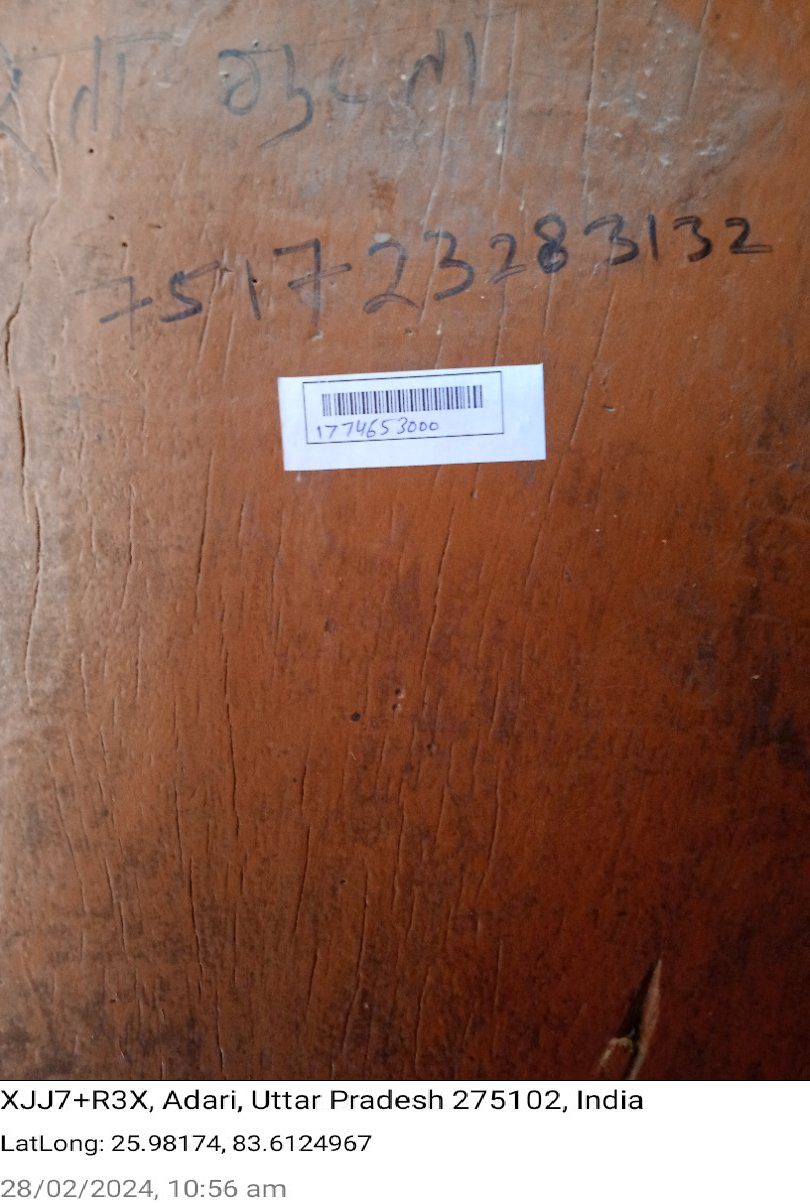 751723283132
1774653000
XJJ7+R3X, Adari, Uttar Pradesh 275102, India
LatLong: 25.98174, 83.6124967
28/02/2024, 10:56 am